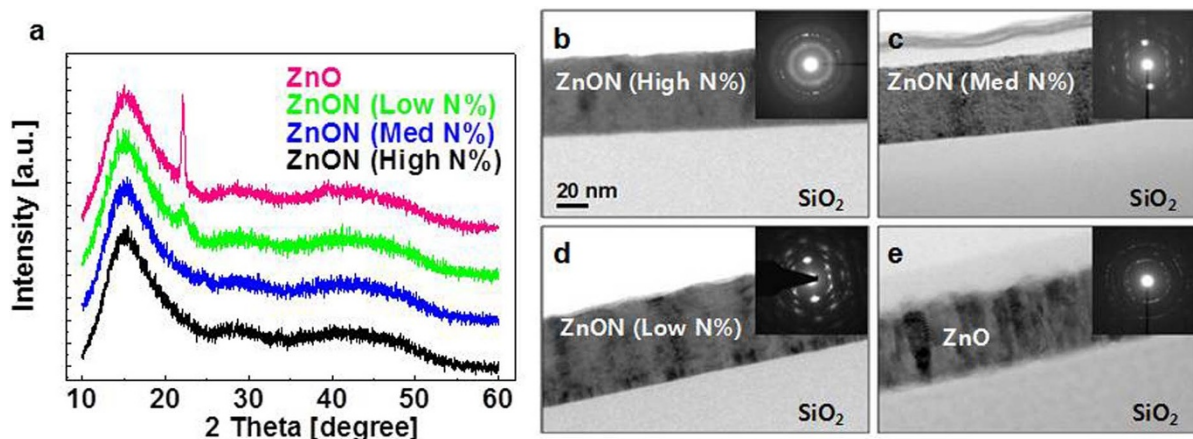 a
ZnO
ZnON (Low N%)
ZnON (Med N%)
ZnON (High N%)
Intensity [a.u.]
10 20 30 40 50 60
2 Theta [degree]
b
ZnON (High N%)
20 nm
SiO₂
c
ZnON (Med N%)
SiO₂
d
ZnON (Low N%)
SiO₂
e
ZnO
SiO₂